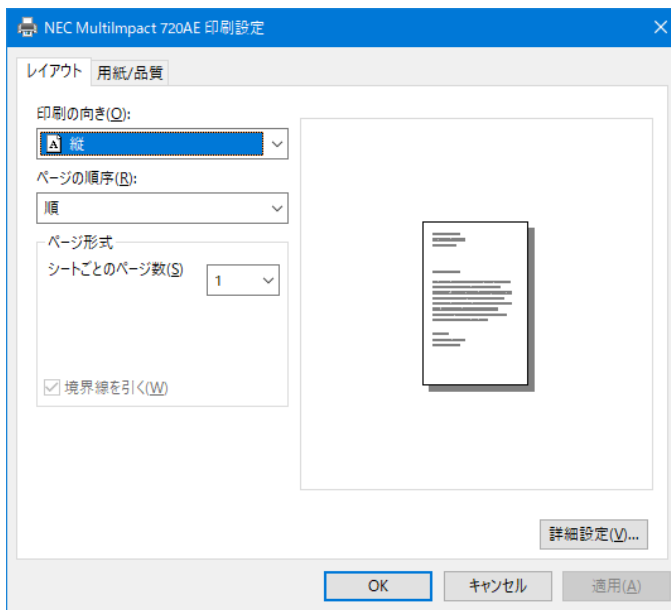 NEC MultiImpact 720AE 印刷設定
レイアウト 用紙/品質
印刷の向き(O):
A 縦
ページの順序(R):
順
ページ形式
シートごとのページ数(S) 1
境界線を引く(W)
詳細設定(V)...
OK キャンセル 適用(A)